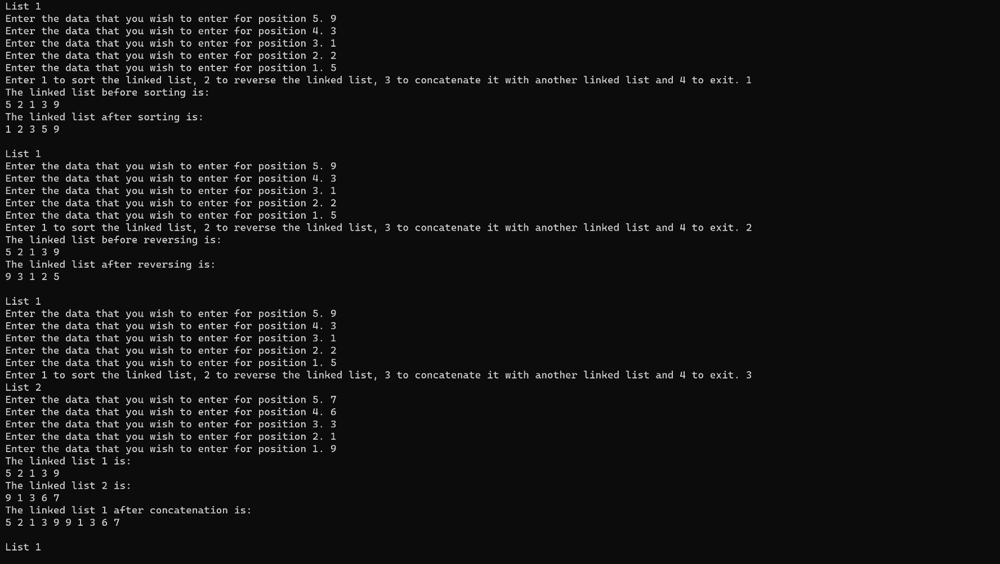 List 1
Enter the data that you wish to enter for position 5. 9
Enter the data that you wish to enter for position 4. 3
Enter the data that you wish to enter for position 3. 1
Enter the data that you wish to enter for position 2. 2
Enter the data that you wish to enter for position 1. 5
Enter 1 to sort the linked list, 2 to reverse the linked list, 3 to concatenate it with another linked list and 4 to exit. 1
The linked list before sorting is:
5 2 1 3 9
The linked list after sorting is:
1 2 3 5 9

List 1
Enter the data that you wish to enter for position 5. 9
Enter the data that you wish to enter for position 4. 3
Enter the data that you wish to enter for position 3. 1
Enter the data that you wish to enter for position 2. 2
Enter the data that you wish to enter for position 1. 5
Enter 1 to sort the linked list, 2 to reverse the linked list, 3 to concatenate it with another linked list and 4 to exit. 2
The linked list before reversing is:
5 2 1 3 9
The linked list after reversing is:
9 3 1 2 5

List 1
Enter the data that you wish to enter for position 5. 9
Enter the data that you wish to enter for position 4. 3
Enter the data that you wish to enter for position 3. 1
Enter the data that you wish to enter for position 2. 2
Enter the data that you wish to enter for position 1. 5
Enter 1 to sort the linked list, 2 to reverse the linked list, 3 to concatenate it with another linked list and 4 to exit. 3
List 2
Enter the data that you wish to enter for position 5. 7
Enter the data that you wish to enter for position 4. 6
Enter the data that you wish to enter for position 3. 3
Enter the data that you wish to enter for position 2. 1
Enter the data that you wish to enter for position 1. 9
The linked list 1 is:
5 2 1 3 9
The linked list 2 is:
9 1 3 6 7
The linked list 1 after concatenation is:
5 2 1 3 9 9 1 3 6 7

List 1